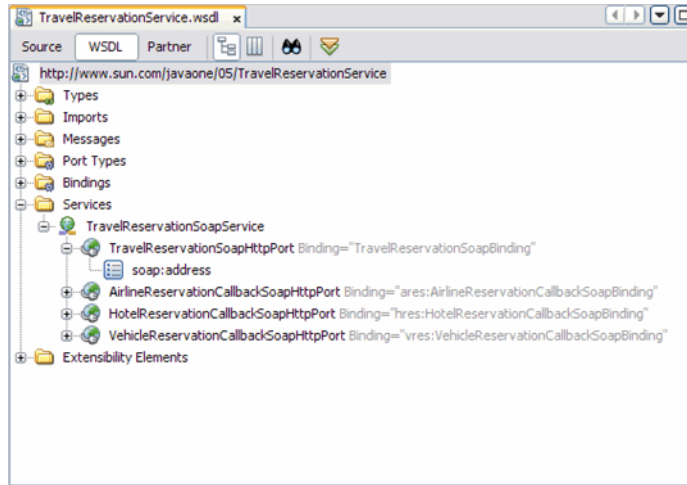 TravelReservationService.wsdl x
Source WSDL Partner
http://www.sun.com/javaone/05/TravelReservationService
Types
Imports
Messages
Port Types
Bindings
Services
TravelReservationSoapService
TravelReservationSoapHttpPort Binding="TravelReservationSoapBinding"
soap:address
AirlineReservationCallbackSoapHttpPort Binding="ares:AirlineReservationCallbackSoapBinding"
HotelReservationCallbackSoapHttpPort Binding="hres:HotelReservationCallbackSoapBinding"
VehicleReservationCallbackSoapHttpPort Binding="vres:VehicleReservationCallbackSoapBinding"
Extensibility Elements